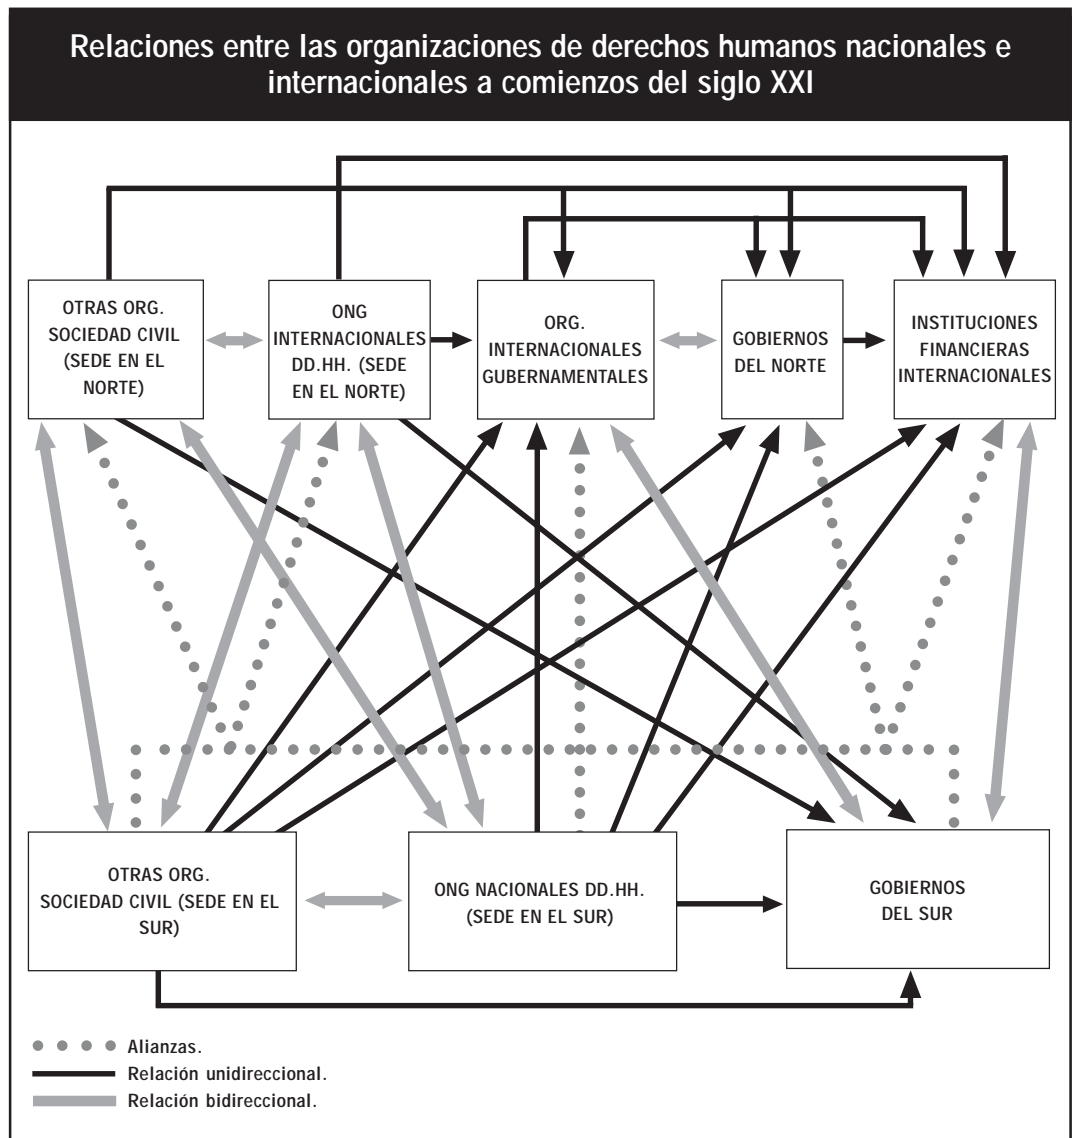 Relaciones entre las organizaciones de derechos humanos nacionales e
internacionales a comienzos del siglo XXI
OTRAS ORG.
SOCIEDAD CIVIL
(SEDE EN EL
NORTE)
ONG
INTERNACIONALES
DD.HH. (SEDE
EN EL NORTE)
ORG.
INTERNACIONALES
GUBERNAMENTALES
GOBIERNOS
DEL NORTE
INSTITUCIONES
FINANCIERAS
INTERNACIONALES
OTRAS ORG.
SOCIEDAD CIVIL (SEDE EN EL
SUR)
ONG NACIONALES DD.HH.
(SEDE EN EL SUR)
GOBIERNOS
DEL SUR
Alianzas.
Relación unidireccional.
Relación bidireccional.